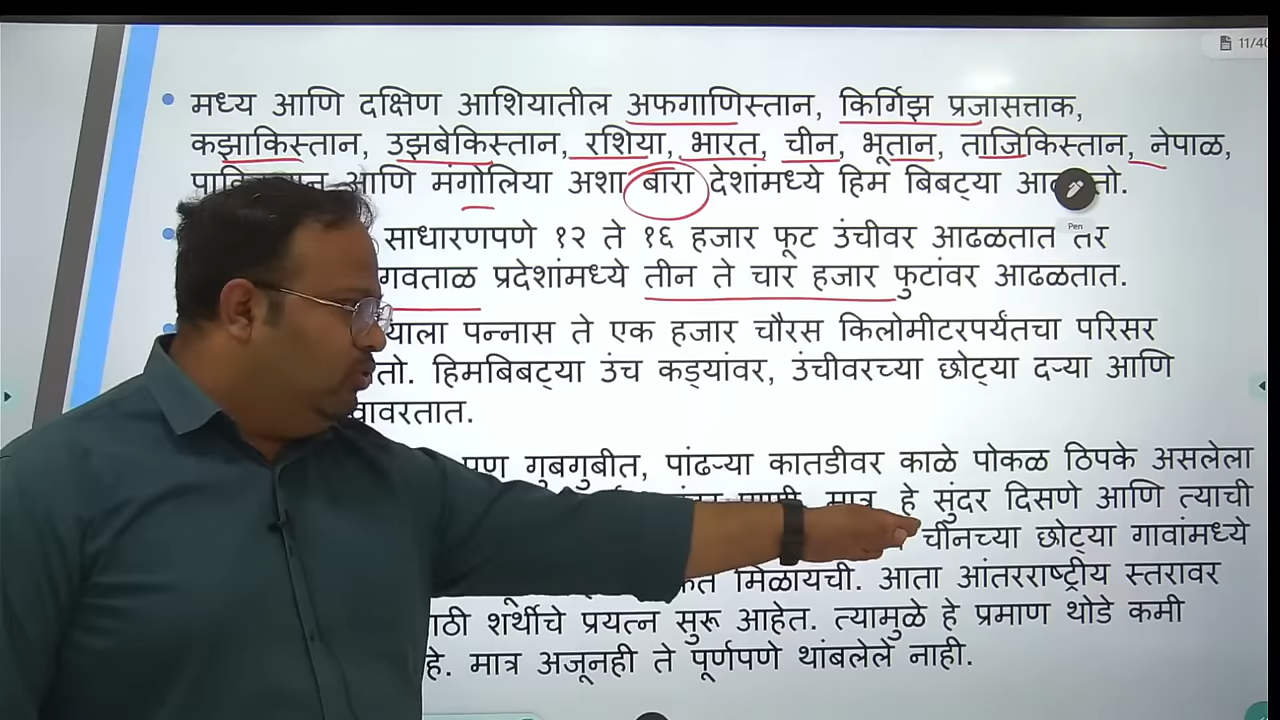 11/40
मध्य आणि दक्षिण आशियातील अफगाणिस्तान, किर्गिझ प्रजासत्ताक,
कझाकिस्तान, उझबेकिस्तान, रशिया, भारत, चीन, भूतान, ताजिकिस्तान, नेपाळ,
आणि मंगोलिया अशा बारा देशांमध्ये हिम बिबट्या
Pen
साधारणपणे १२ ते १६ हजार फूट उंचीवर आढळतात तर
गवताळ प्रदेशांमध्ये तीन ते चार हजार फुटांवर आढळतात.
पन्नास ते एक हजार चौरस किलोमीटरपर्यंतचा परिसर
हिमबिबट्या उंच कड्यांवर, उंचीवरच्या छोट्या दऱ्या आणि
वावरतात.
पण गुबगुबीत, पांढऱ्या कातडीवर काळे पोकळ ठिपके असलेला
मात्र हे सुंदर दिसणे आणि त्याची
चीनच्या छोट्या गावांमध्ये
मिळायची. आता आंतरराष्ट्रीय स्तरावर
शर्थीचे प्रयत्न सुरू आहेत. त्यामुळे हे प्रमाण थोडे कमी
मात्र अजूनही ते पूर्णपणे थांबलेले नाही.